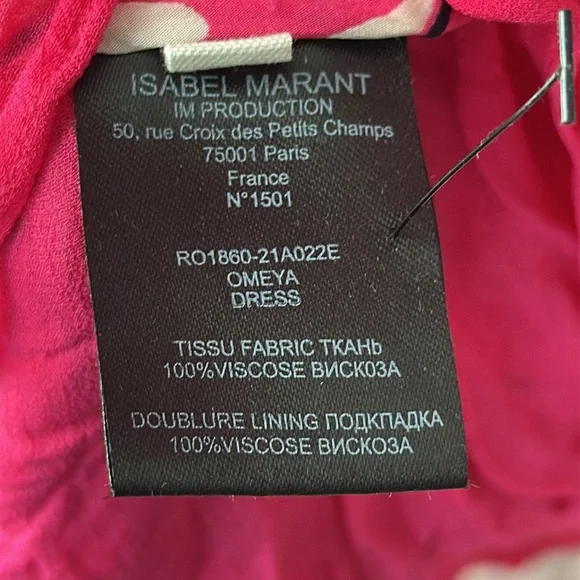 ISABEL MARANT
IM PRODUCTION
50, rue Croix des Petits Champs
75001 Paris
France
N°1501
RO1860-21A022E
OMEYA
DRESS
TISSU FABRIC ТКАНЬ
100%VISCOSE ВИСКОЗА
DOUBLURE LINING ПОДКПАДКА
100%VISCOSE ВИСКОЗА